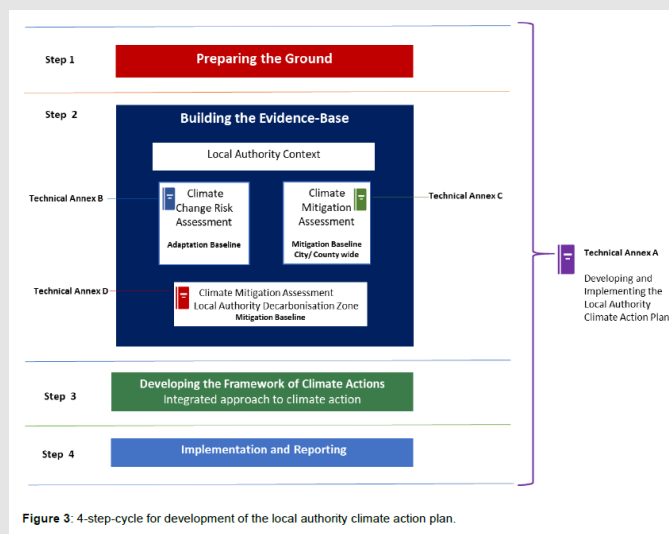 Step 1
Preparing the Ground
Step 2
Building the Evidence-Base
Local Authority Context
Technical Annex B
Climate
Change Risk
Assessment
Adaptation Baseline
Climate
Mitigation
Assessment
Mitigation Baseline
City/ County wide
Technical Annex C
Technical Annex D
Climate Mitigation Assessment
Local Authority Decarbonisation Zone
Mitigation Baseline
Technical Annex A
Developing and
Implementing the
Local Authority
Climate Action Plan
Step 3
Developing the Framework of Climate Actions
Integrated approach to climate action
Step 4
Implementation and Reporting
Figure 3: 4-step-cycle for development of the local authority climate action plan.